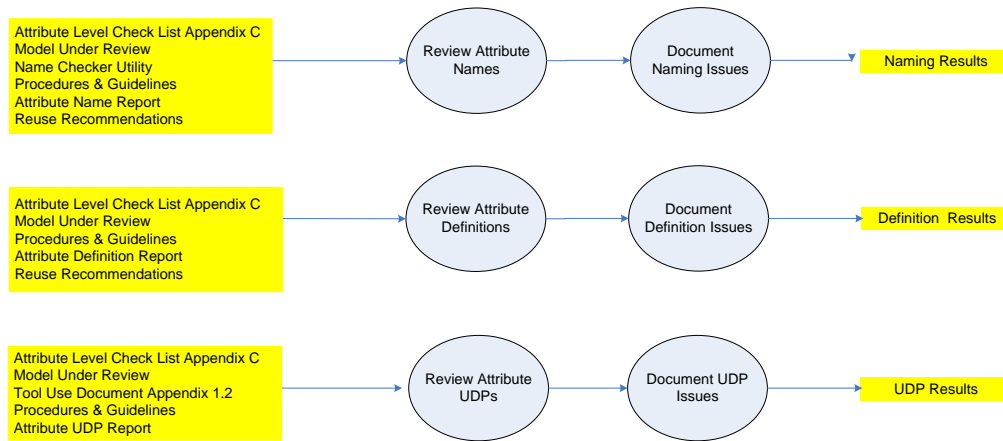 Attribute Level Check List Appendix C
Model Under Review
Name Checker Utility
Procedures & Guidelines
Attribute Name Report
Reuse Recommendations
Review Attribute
Names
Document
Naming Issues
Naming Results
Attribute Level Check List Appendix C
Model Under Review
Procedures & Guidelines
Attribute Definition Report
Reuse Recommendations
Review Attribute
Definitions
Document
Definition Issues
Definition Results
Attribute Level Check List Appendix C
Model Under Review
Tool Use Document Appendix 1.2
Procedures & Guidelines
Attribute UDP Report
Review Attribute
UDPs
Document UDP
Issues
UDP Results